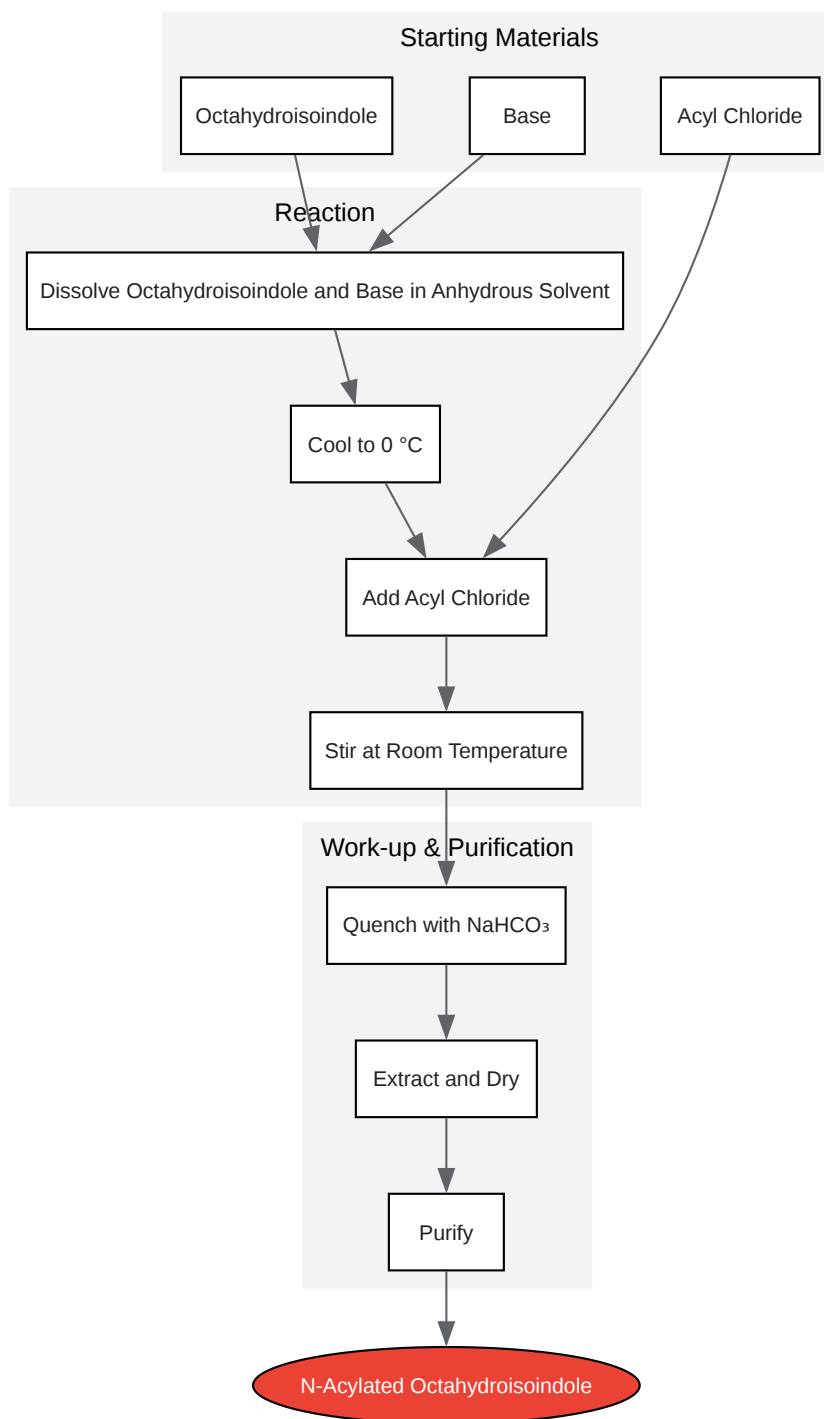 Starting Materials
Octahydroisoindole
Base
Acyl Chloride
Reaction
Dissolve Octahydroisoindole and Base in Anhydrous Solvent
Cool to 0 °C
Add Acyl Chloride
Stir at Room Temperature
Work-up & Purification
Quench with NaHCO₃
Extract and Dry
Purify
N-Acylated Octahydroisoindole